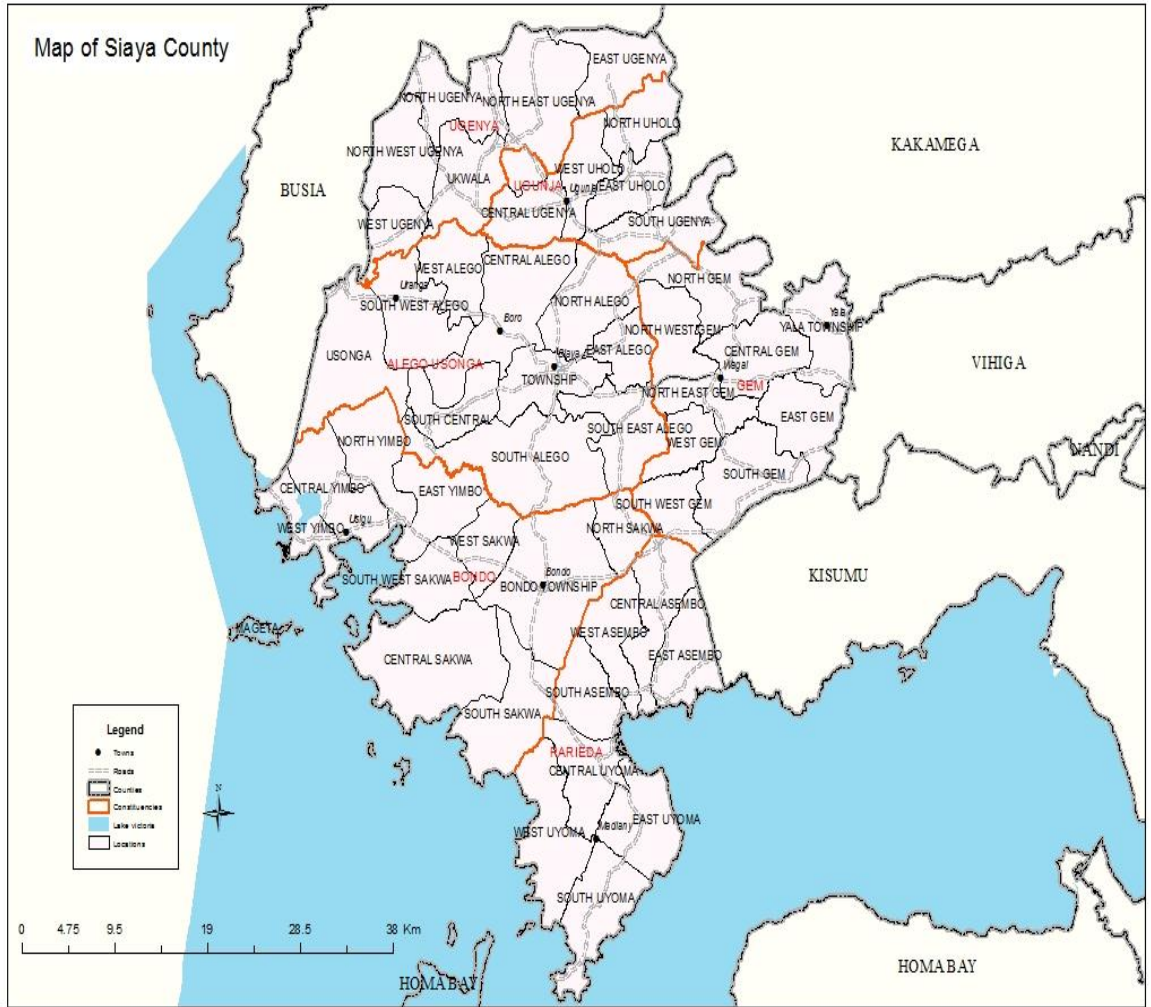 Map of Siaya County
EAST UGENYA
NORTH UGENYA
NORTH EAST UGENYA
UGENYA
NORTH UHOLO
KAKAMEGA
NORTH WEST UGENYA
WEST UHOLO
BUSIA
UKWALA
UGUNJA
EAST UHOLO
CENTRAL UGENYA
WEST UGENYA
SOUTH UGENYA
CENTRAL ALEGO
WEST ALEGO
NORTH GEM
Uranga
SOUTH WEST ALEGO
NORTH ALEGO
Boro
Yala
YALA TOWNSHIP
NORTH WEST GEM
USONGA
EAST ALEGO
CENTRAL GEM
Siaya
ALEGO USONGA
VIHIGA
TOWNSHIP
Wagai
GEM
NORTH EAST GEM
SOUTH CENTRAL
EAST GEM
SOUTH EAST ALEGO
NORTH YIMBO
WEST GEM
NANDI
SOUTH ALEGO
SOUTH GEM
CENTRAL YIMBO
EAST YIMBO
SOUTH WEST GEM
Usigu
WEST YIMBO
NORTH SAKWA
WEST SAKWA
SOUTH WEST SAKWA
BONDO
Bondo
BONDO TOWNSHIP
KISUMU
CENTRAL ASEMBO
MAGETA
WEST ASEMBO
CENTRAL SAKWA
EAST ASEMBO
SOUTH ASEMBO
SOUTH SAKWA
Legend
Towns
RARIEDA
Roads
CENTRAL UYOMA
Counties
Constituencies
N
Lake victoria
WEST UYOMA
Madiany
EAST UYOMA
Locations
SOUTH UYOMA
0 4.75 9.5 19 28.5 38 Km
HOMABAY
HOMABAY